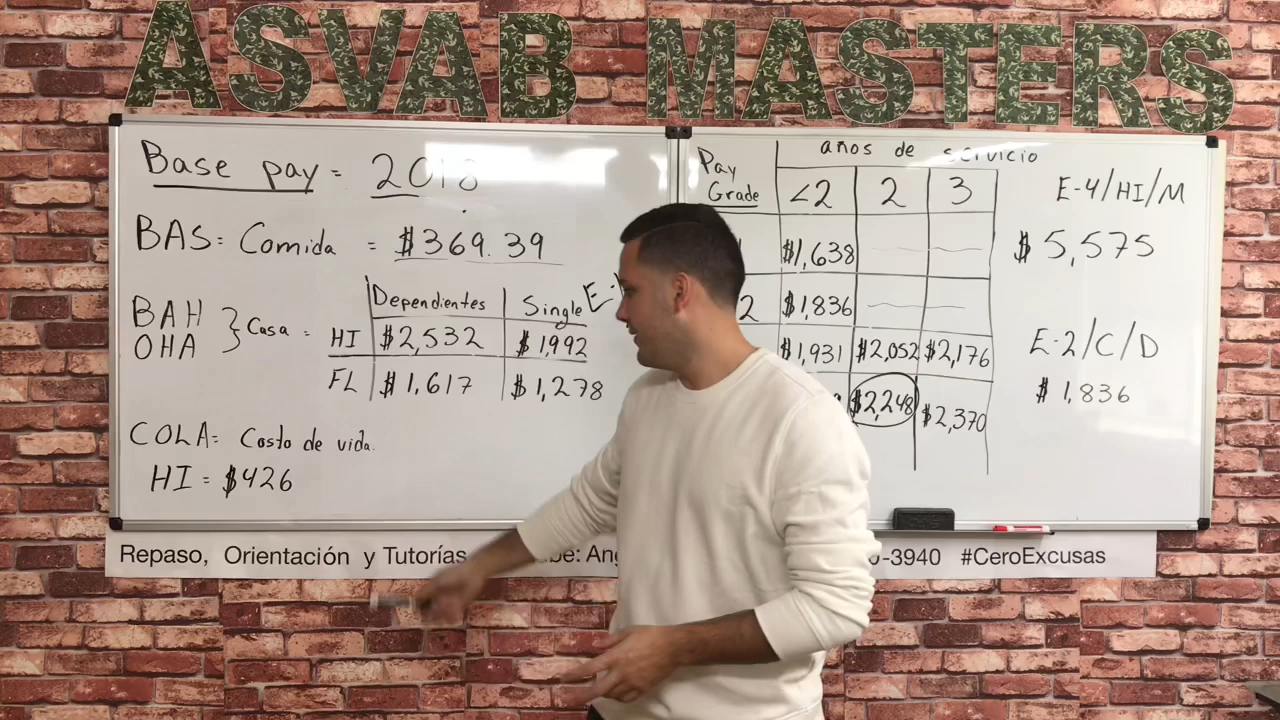 ASVAB MASTERS
Base pay = 2018
BAS = Comida = $369.39
Dependientes Single
BAH
OHA } Casa =
HI $2,532 $1,992
FL $1,617 $1,278
COLA = Costo de vida.
HI = $426
Pay Grade
años de servicio
<2 2 3
$1,638
2 $1,836
$1,931 $2,052 $2,176
$2,248 $2,370
E-4/HI/M
$5,575
E-2/C/D
$1,836
Repaso, Orientación y Tutorías
-3940 #CeroExcusas